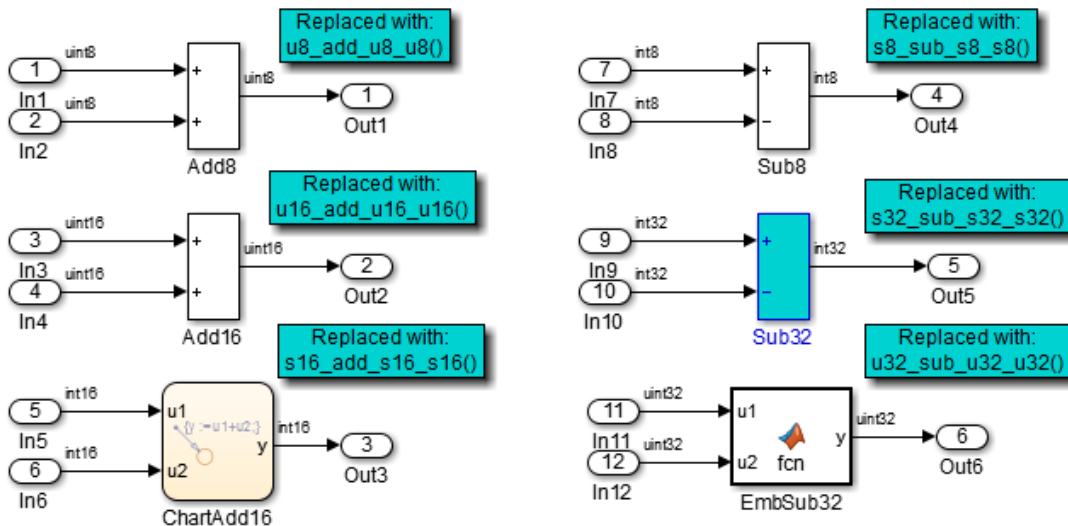 Replaced with:
u8_add_u8_u8()
uint8
1
In1
uint8
2
In2
+
+
Add8
uint8
1
Out1
Replaced with:
s8_sub_s8_s8()
int8
7
In7
int8
8
In8
+
−
Sub8
int8
4
Out4
Replaced with:
u16_add_u16_u16()
uint16
3
In3
uint16
4
In4
+
+
Add16
uint16
2
Out2
Replaced with:
s32_sub_s32_s32()
int32
9
In9
int32
10
In10
+
−
Sub32
int32
5
Out5
Replaced with:
s16_add_s16_s16()
int16
5
In5
int16
6
In6
u1
{y :=u1+u2;}
y
u2
ChartAdd16
int16
3
Out3
Replaced with:
u32_sub_u32_u32()
uint32
11
In11
uint32
12
In12
u1
y
u2
fcn
EmbSub32
uint32
6
Out6